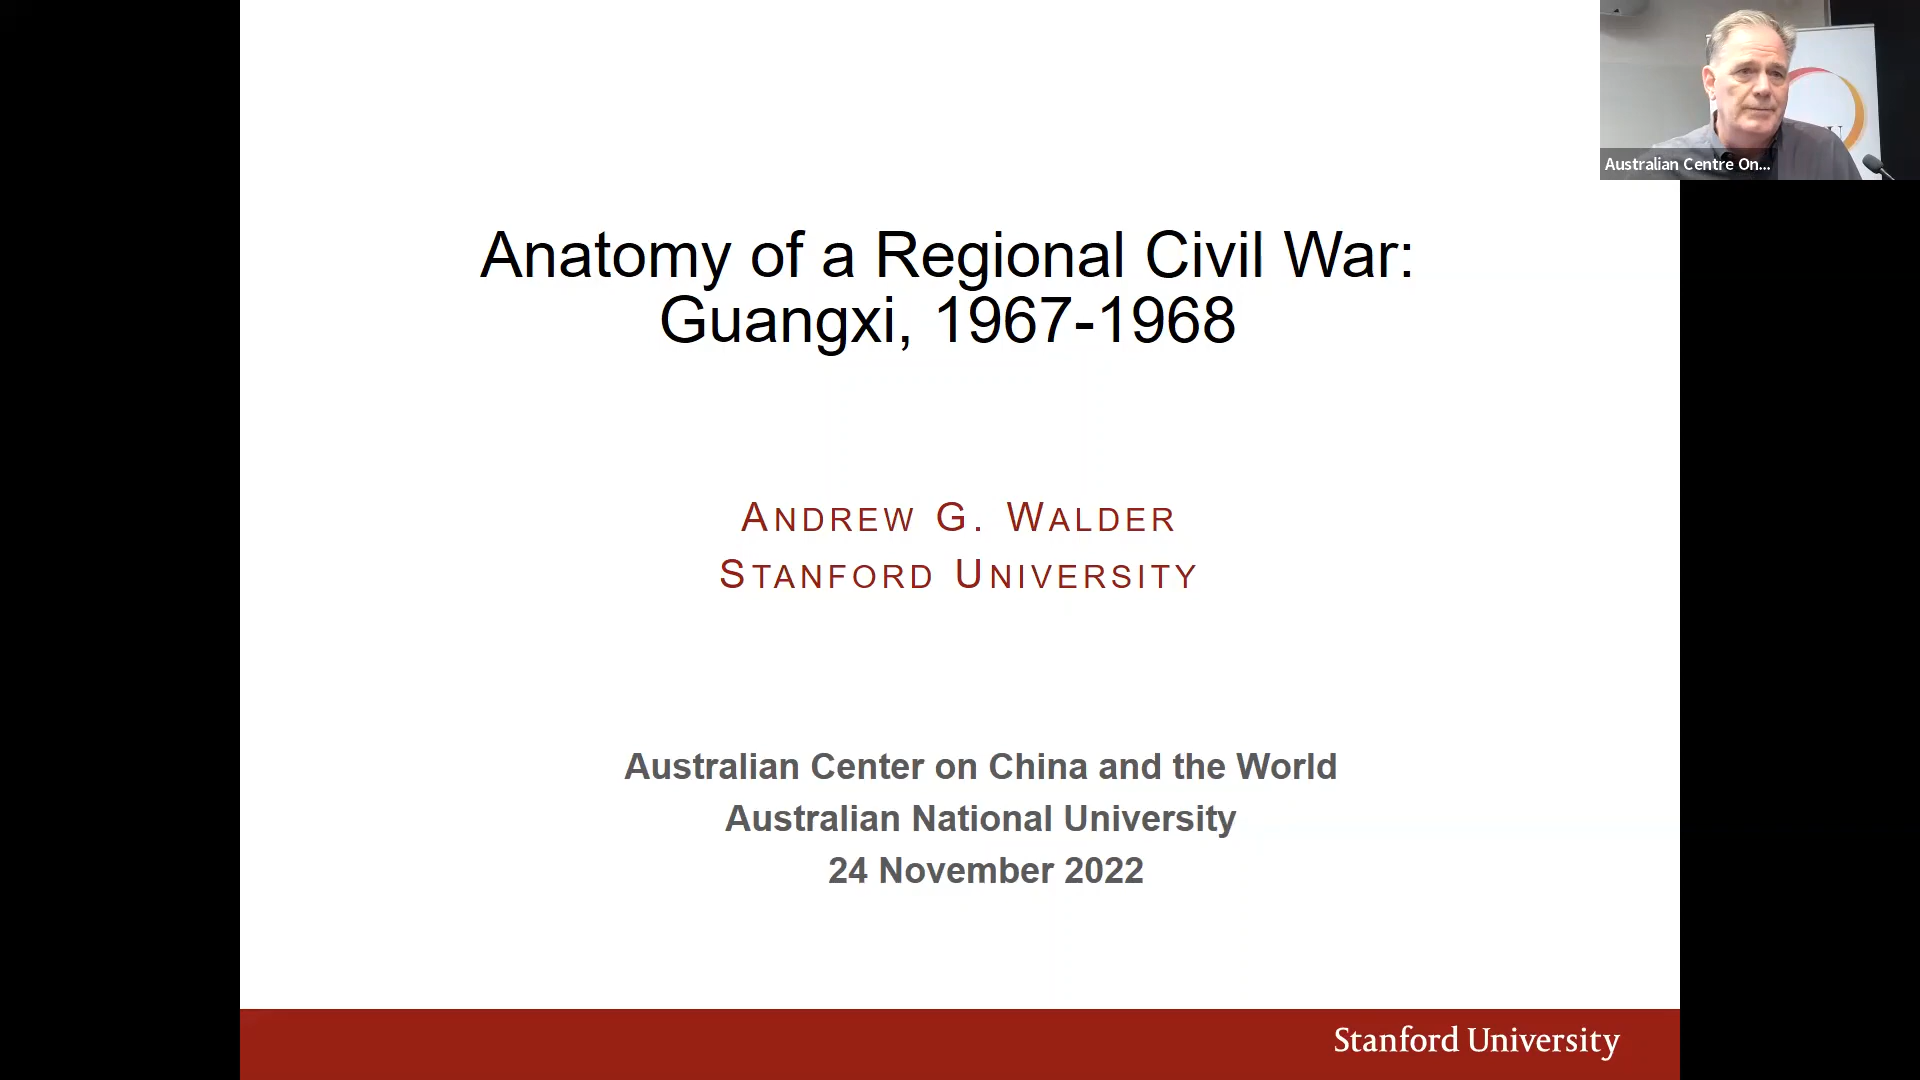 Anatomy of a Regional Civil War:
Guangxi, 1967-1968
ANDREW G. WALDER
STANFORD UNIVERSITY
Australian Center on China and the World
Australian National University
24 November 2022
Stanford University
Australian Centre On...